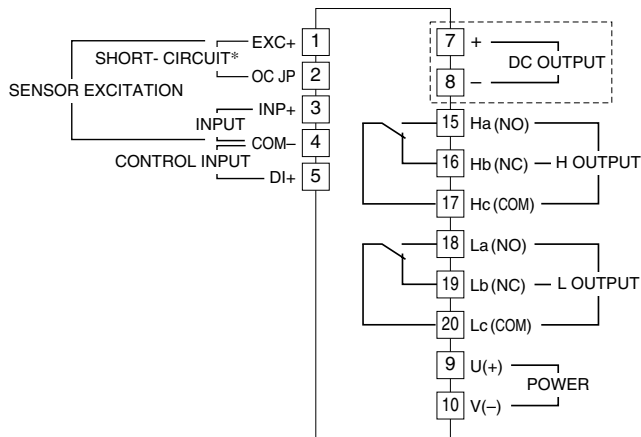 EXC+ 1
SHORT- CIRCUIT*
OC JP 2
SENSOR EXCITATION
INP+ 3
INPUT
COM– 4
CONTROL INPUT
DI+ 5
7 +
DC OUTPUT
8 –
15 Ha (NO)
16 Hb (NC) H OUTPUT
17 Hc (COM)
18 La (NO)
19 Lb (NC) L OUTPUT
20 Lc (COM)
9 U(+)
POWER
10 V(–)